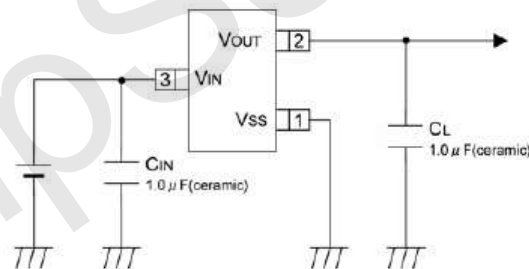 VOUT 2
3 VIN
VSS 1
CIN
1.0 μF(ceramic)
CL
1.0 μF(ceramic)